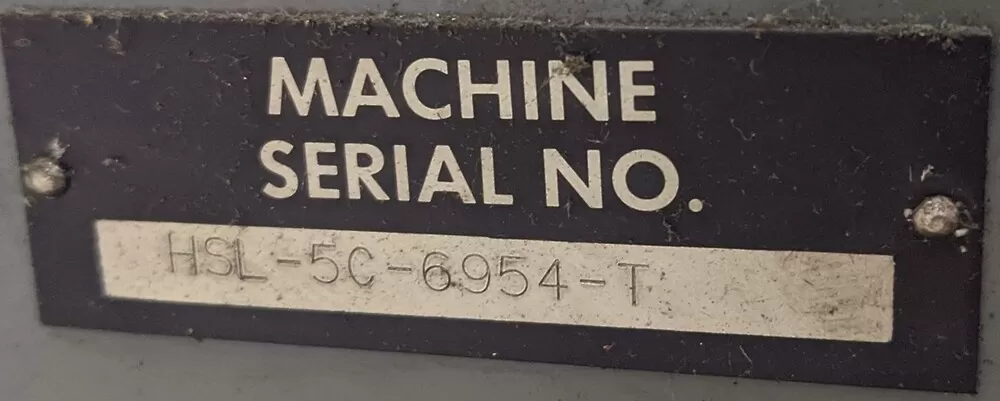 MACHINE
SERIAL NO.
HSL-5C-6954-T